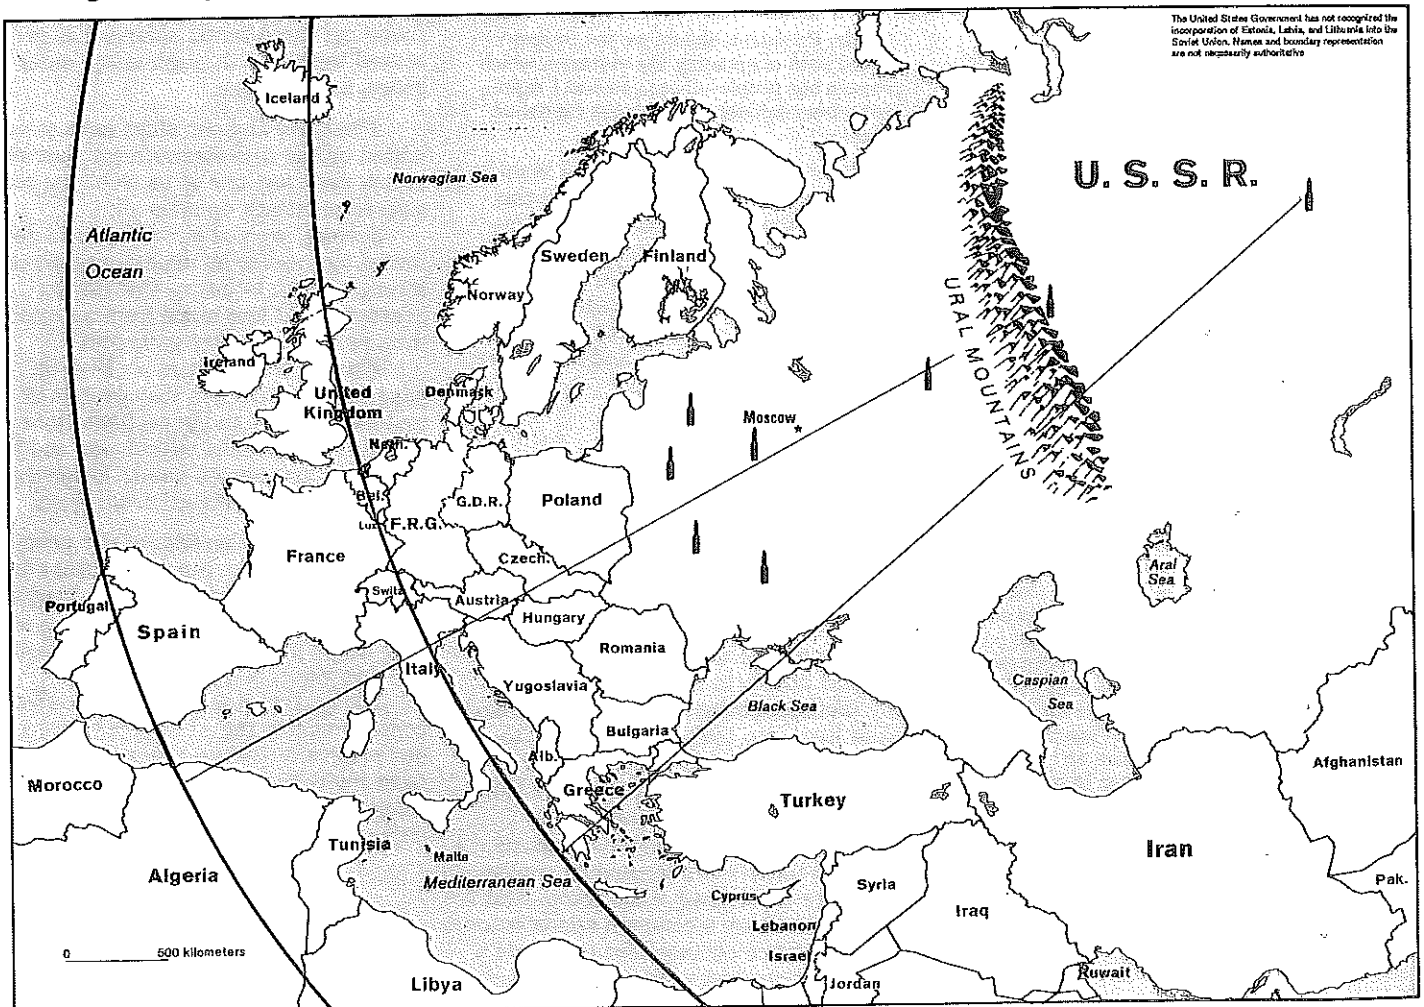 The United States Government has not recognized the
incorporation of Estonia, Latvia, and Lithuania into the
Soviet Union. Names and boundary representation
are not necessarily authoritative
Iceland
U. S. S. R.
Norwegian Sea
Atlantic
Ocean
Sweden
Finland
Norway
URAL MOUNTAINS
Ireland
United
Kingdom
Denmark
Moscow
Neth.
Bel.
G.D.R.
Poland
Lux
F.R.G.
France
Czech.
Aral
Sea
Switz
Austria
Portugal
Hungary
Spain
Romania
Italy
Caspian
Sea
Yugoslavia
Black Sea
Bulgaria
Alb.
Afghanistan
Morocco
Greece
Turkey
Tunisia
Malta
Iran
Algeria
Mediterranean Sea
Syria
Pak.
Cyprus
Iraq
Lebanon
0 500 kilometers
Israel
Libya
Jordan
Kuwait